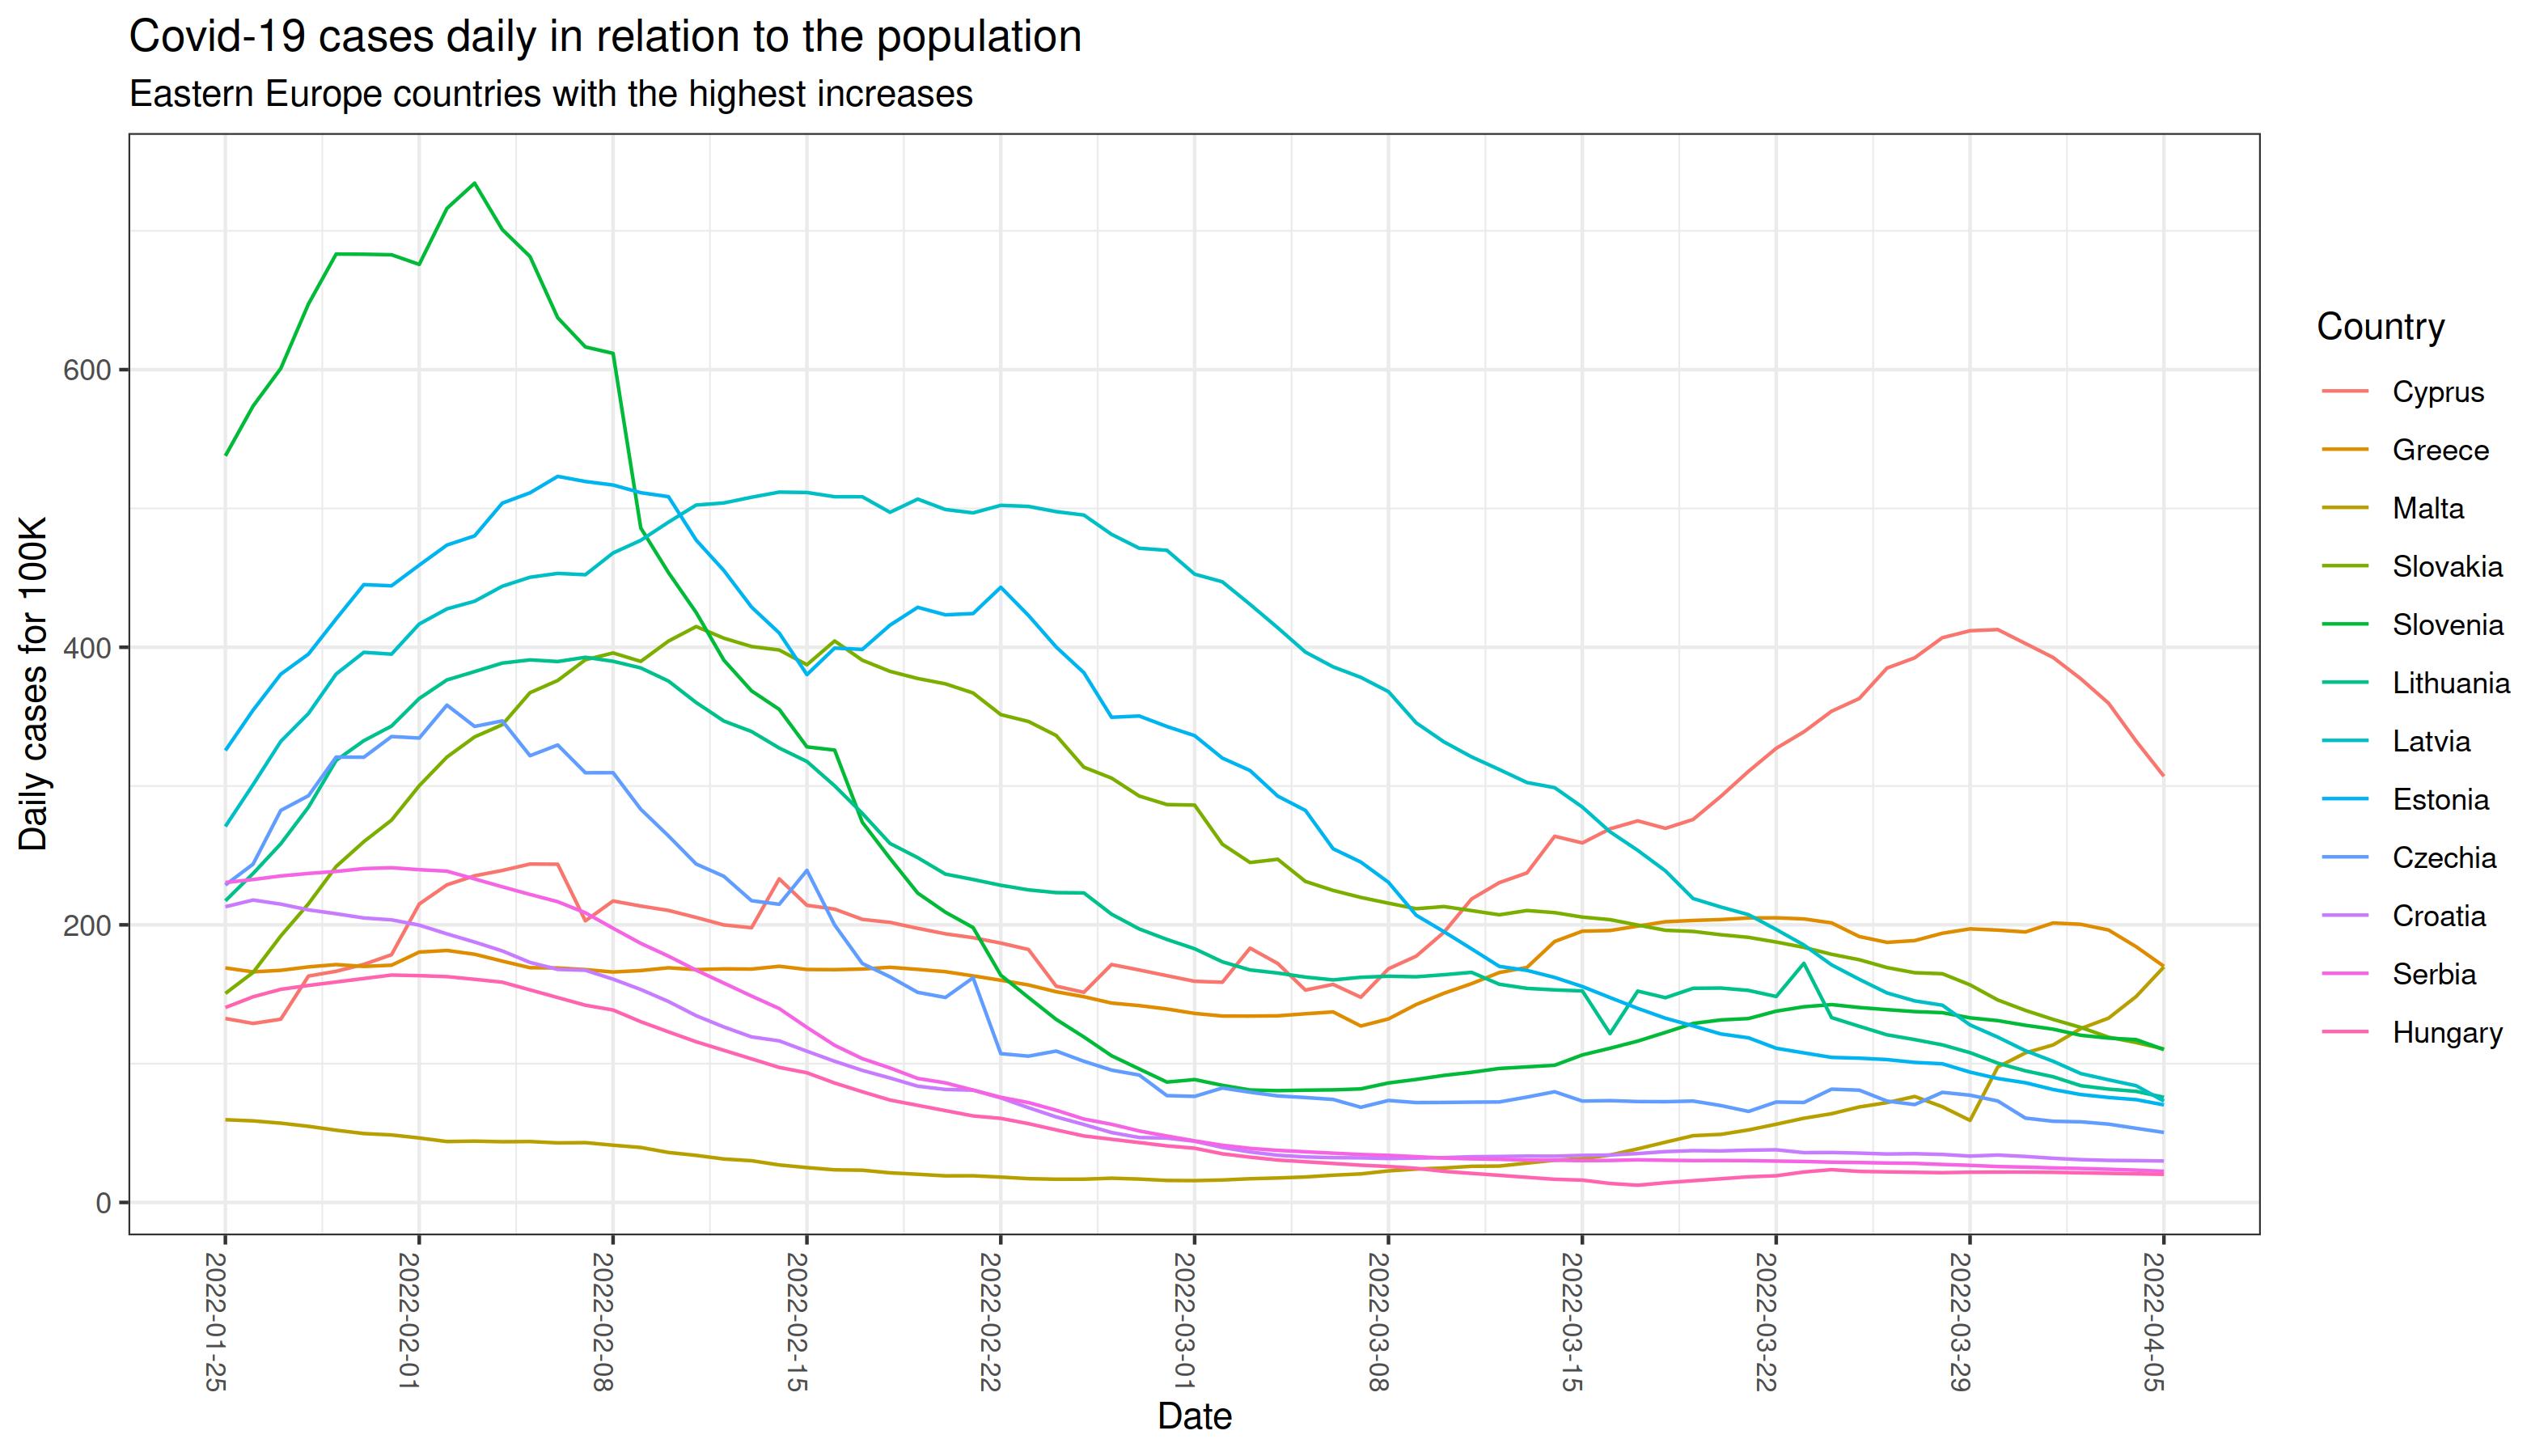 Covid-19 cases daily in relation to the population
Eastern Europe countries with the highest increases
Daily cases for 100K
600
400
200
0
2022-01-25
2022-02-01
2022-02-08
2022-02-15
2022-02-22
2022-03-01
2022-03-08
2022-03-15
2022-03-22
2022-03-29
2022-04-05
Date
Country
Cyprus
Greece
Malta
Slovakia
Slovenia
Lithuania
Latvia
Estonia
Czechia
Croatia
Serbia
Hungary